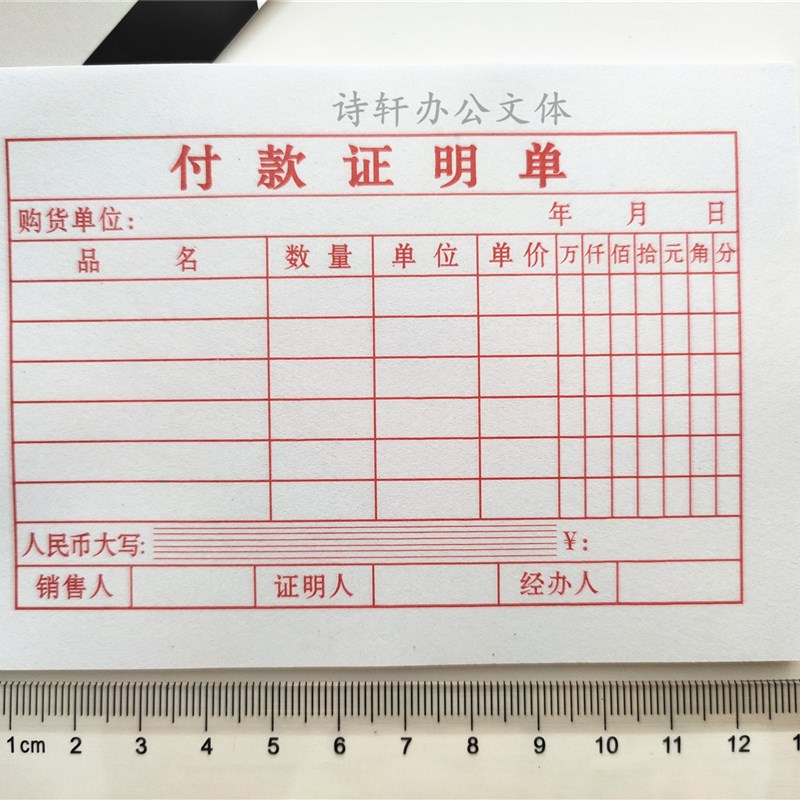 诗轩办公文体
付款证明单
购货单位: 年 月 日
品名 数量 单位 单价 万 仟 佰 拾 元 角 分
人民币大写: ¥:
销售人 证明人 经办人
1cm 2 3 4 5 6 7 8 9 10 11 12